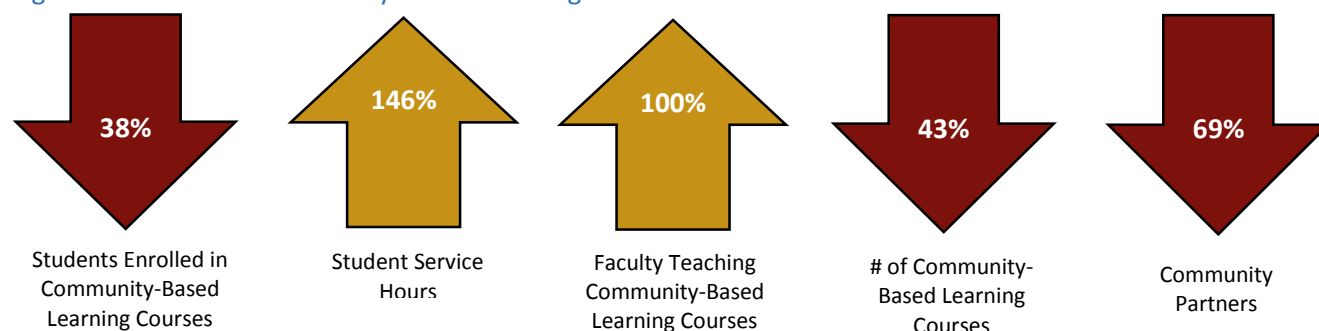 38%
146%
100%
43%
69%
Students Enrolled in
Community-Based
Learning Courses
Student Service
Hours
Faculty Teaching
Community-Based
Learning Courses
# of Community-
Based Learning
Courses
Community
Partners